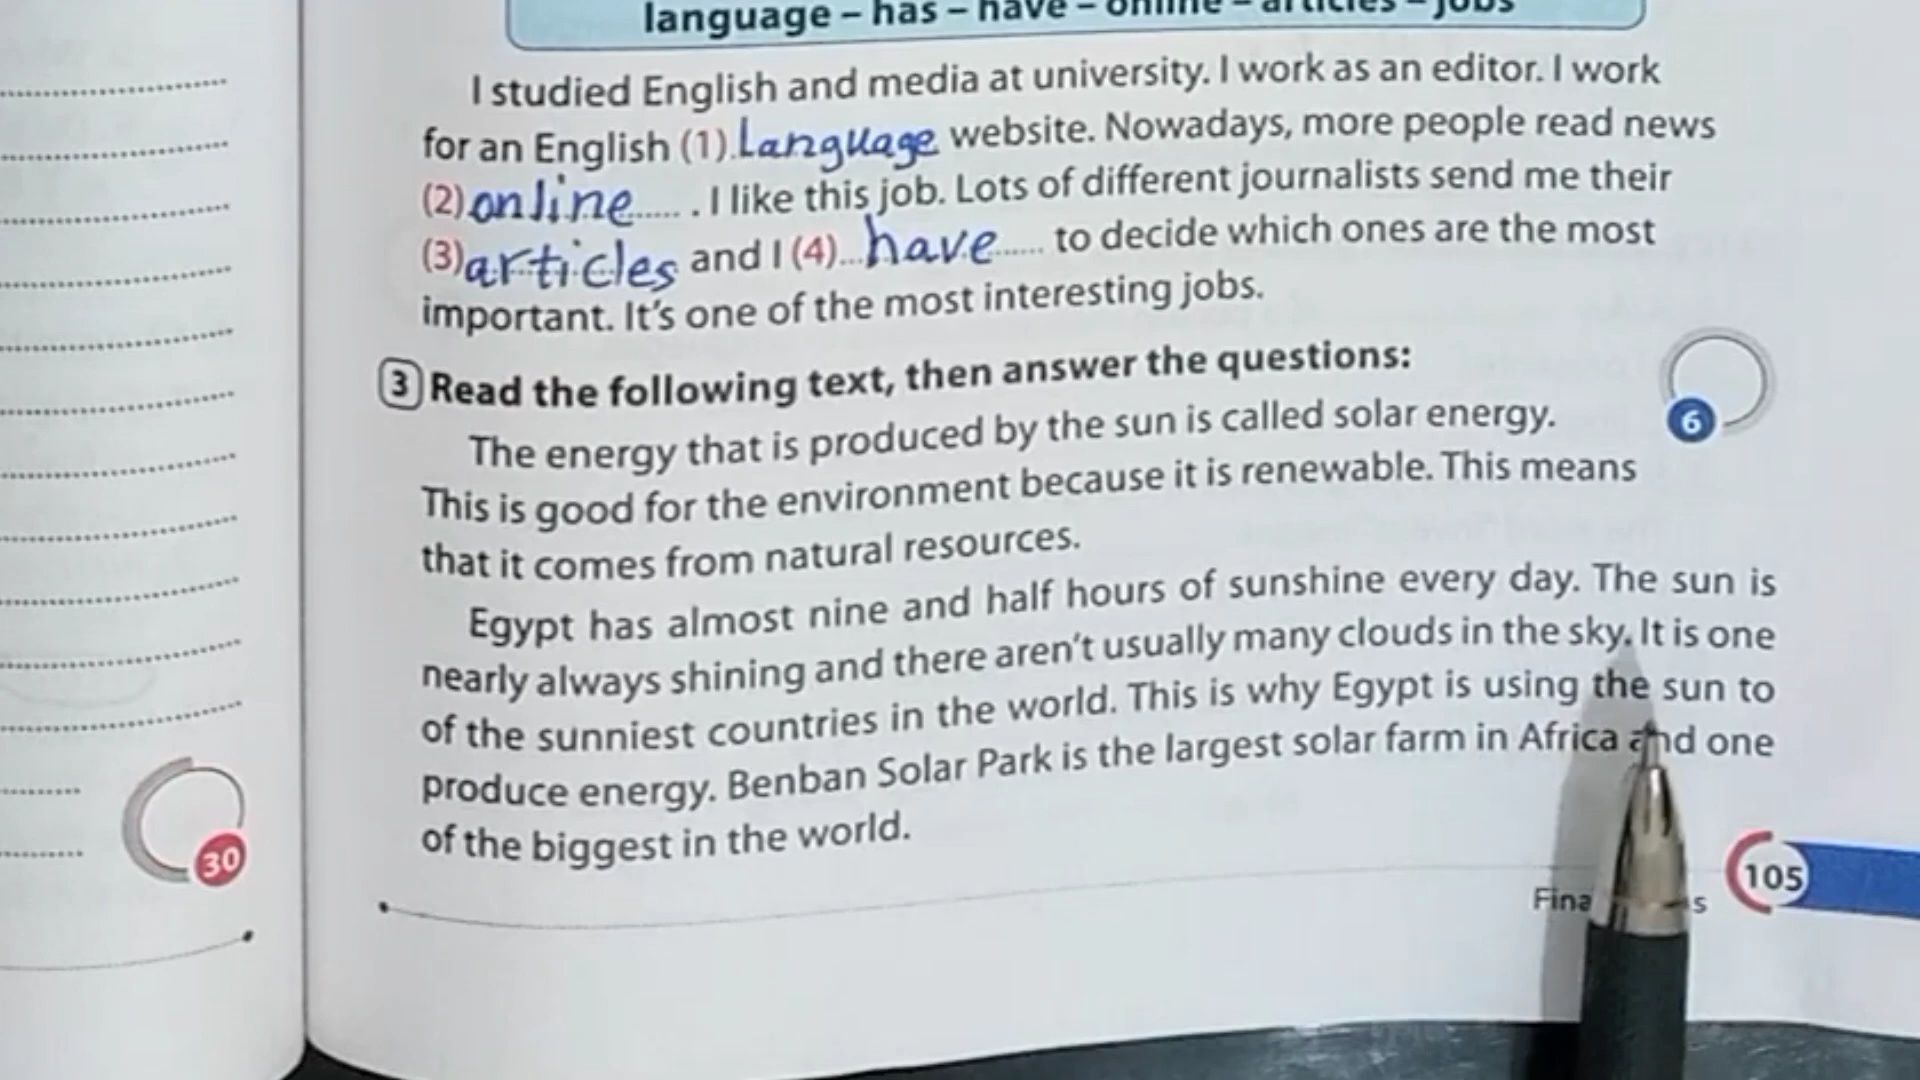 language – has – have – online – articles – jobs
I studied English and media at university. I work as an editor. I work
for an English (1) Language website. Nowadays, more people read news
(2) online ...... . I like this job. Lots of different journalists send me their
(3) articles and I (4)... have ...... to decide which ones are the most
important. It's one of the most interesting jobs.
3 Read the following text, then answer the questions:
6
The energy that is produced by the sun is called solar energy.
This is good for the environment because it is renewable. This means
that it comes from natural resources.
Egypt has almost nine and half hours of sunshine every day. The sun is
nearly always shining and there aren't usually many clouds in the sky. It is one
of the sunniest countries in the world. This is why Egypt is using the sun to
produce energy. Benban Solar Park is the largest solar farm in Africa and one
of the biggest in the world.
30
105